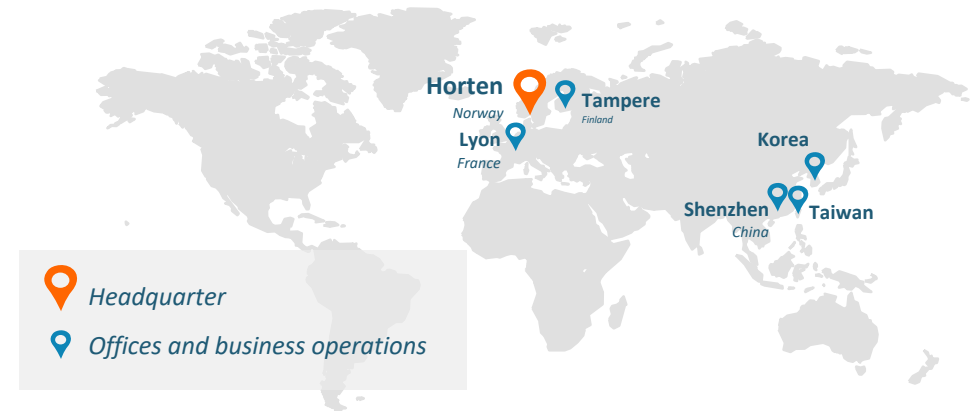 Horten
Norway
Tampere
Finland
Lyon
France
Korea
Shenzhen
China
Taiwan
Headquarter
Offices and business operations